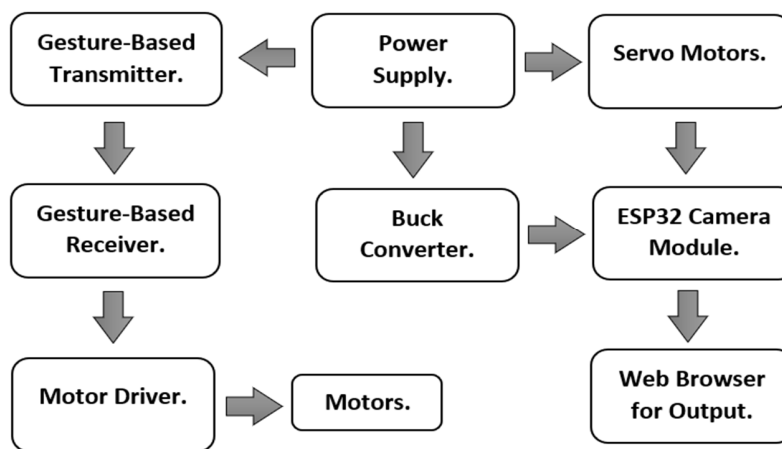 Gesture-Based
Transmitter.
Power
Supply.
Servo Motors.
Gesture-Based
Receiver.
Buck
Converter.
ESP32 Camera
Module.
Motor Driver.
Motors.
Web Browser
for Output.